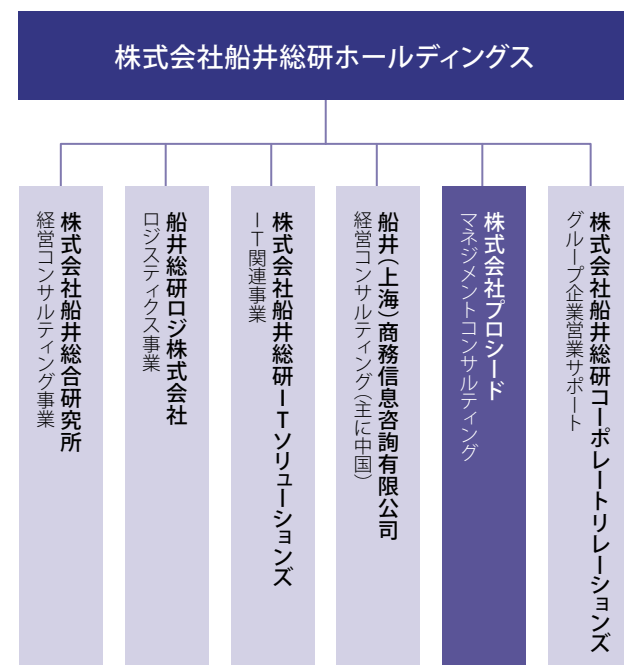 株式会社船井総研ホールディングス
株式会社船井総合研究所
経営コンサルティング事業
船井総研ロジ株式会社
ロジスティクス事業
株式会社船井総研ITソリューションズ
IT関連事業
船井(上海)商務信息咨詢有限公司
経営コンサルティング(主に中国)
株式会社プロシード
マネジメントコンサルティング
株式会社船井総研コーポレートリレーションズ
グループ企業営業サポート